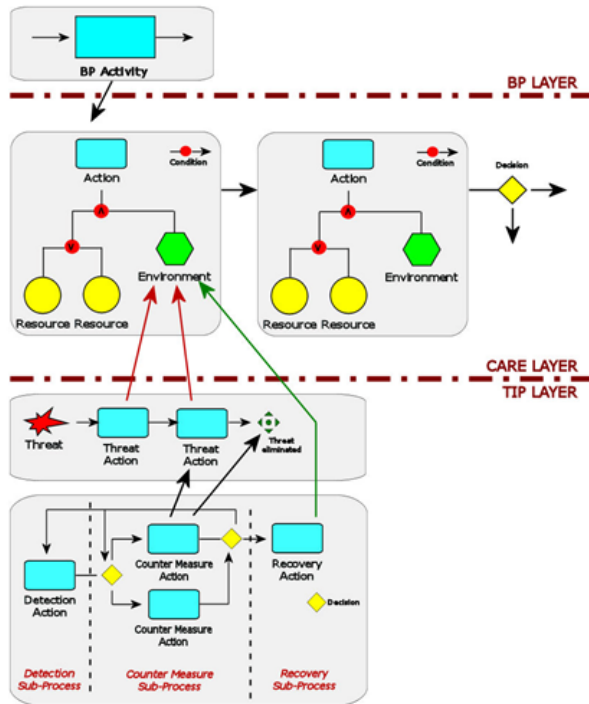 BP Activity
BP LAYER
Action
Condition
Action
Condition
Decision
∧
∧
v
Environment
v
Environment
Resource Resource
Resource Resource
CARE LAYER
TIP LAYER
Threat
Threat
Action
Threat
Action
Threat
eliminated
Detection
Action
Counter Measure
Action
Recovery
Action
Counter Measure
Action
Decision
Detection
Sub-Process
Counter Measure
Sub-Process
Recovery
Sub-Process